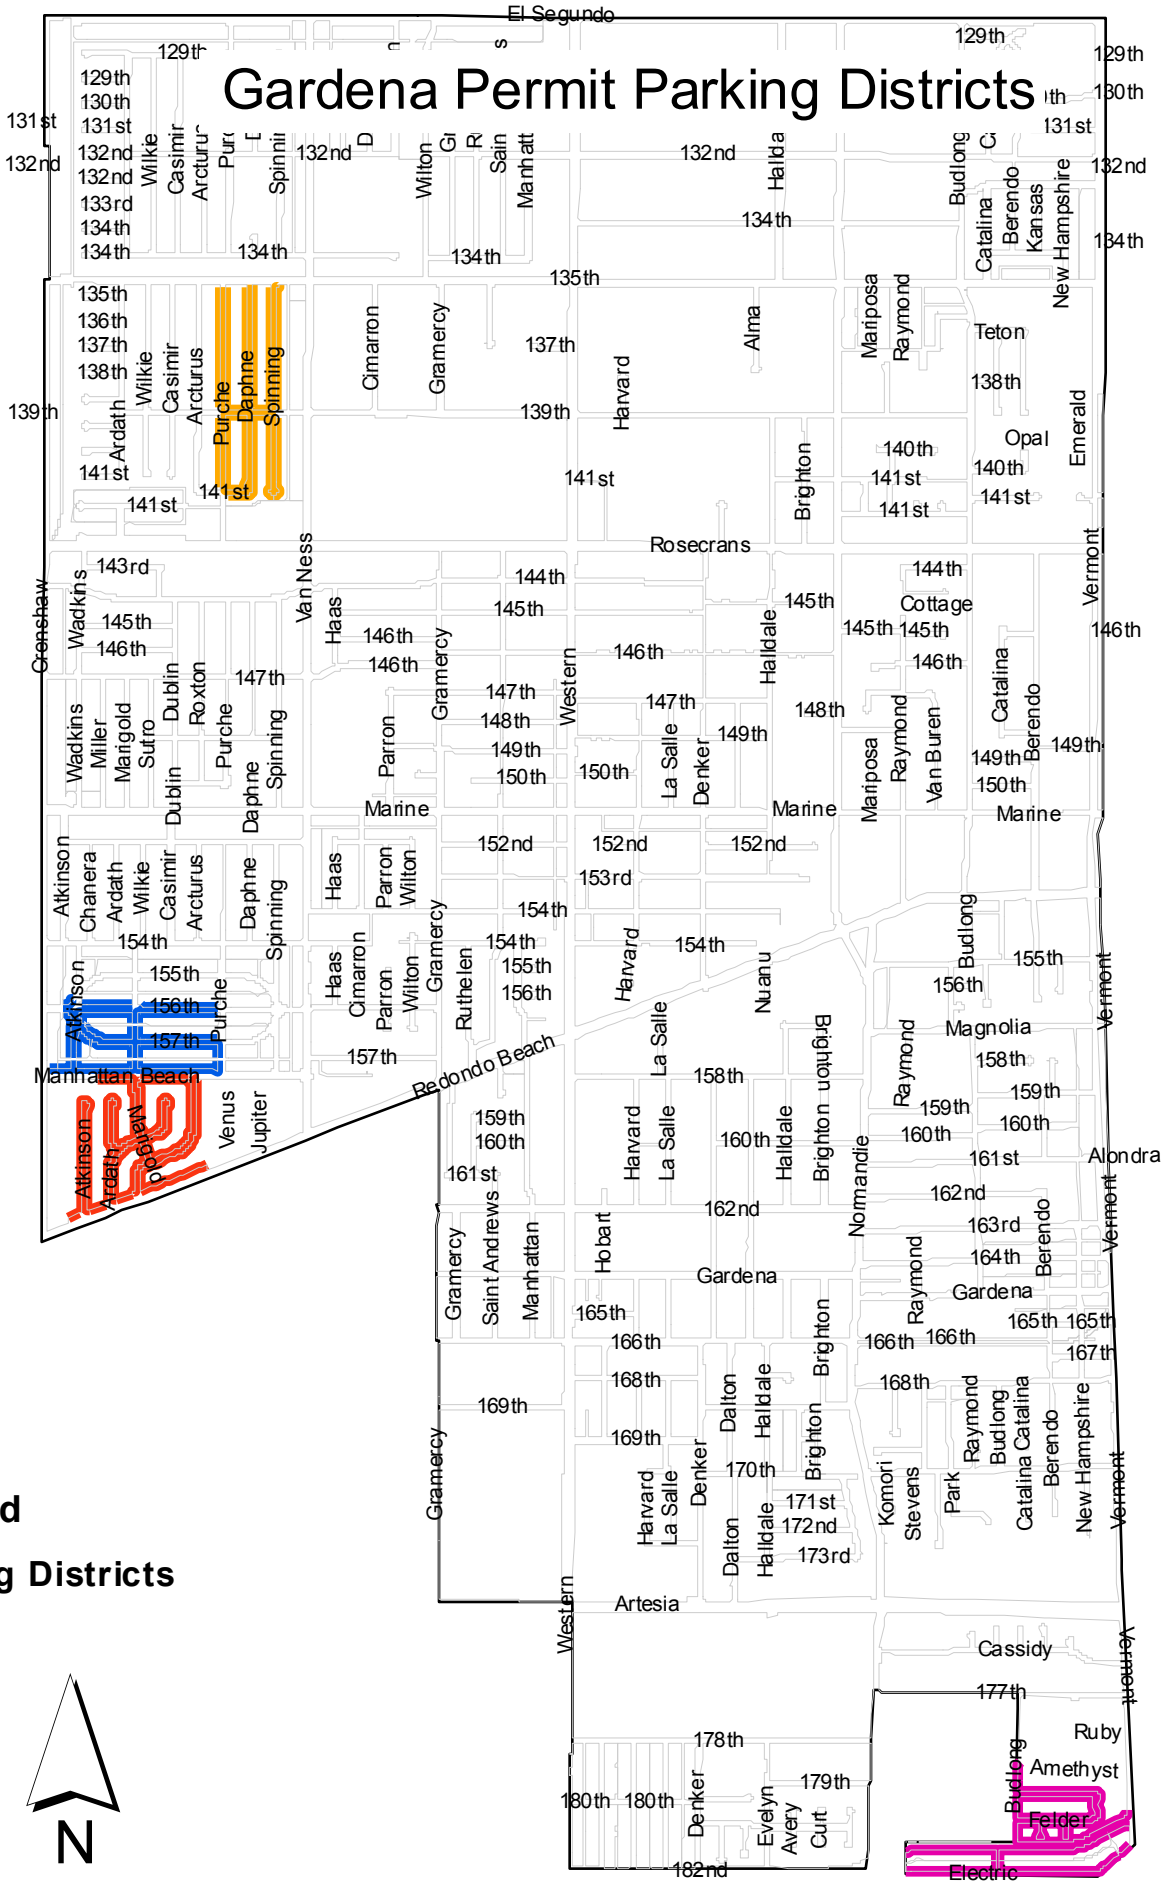 El Segundo
129th
129th
129th
Gardena Permit Parking Districts
129th
130th
130th
131st
131st
131st
132nd
132nd
132nd
132nd
132nd
132nd
Wilkie
Casimir
Wilton
Budlong
133rd
134th
134th
134th
134th
134th
134th
Catalina
Berendo
Kansas
New Hampshire
135th
135th
136th
137th
138th
139th
Ardath
Wilkie
Casimir
Arcturus
Purche
Daphne
Spinning
Cimarron
Gramercy
137th
139th
Harvard
Alma
Mariposa
Raymond
Teton
138th
Opal
Emerald
140th
140th
141st
141st
141st
141st
141st
141st
141st
Brighton
Rosecrans
143rd
144th
144th
Van Ness
Vermont
Crenshaw
Wadkins
145th
146th
Haas
146th
146th
145th
145th
145th
145th
Cottage
146th
146th
146th
Gramercy
Western
Halldale
Catalina
Berendo
147th
147th
147th
148th
148th
149th
149th
149th
149th
150th
150th
150th
Wadkins
Miller
Marigold
Sutro
Dublin
Roxton
Dublin
Purche
Daphne
Spinning
Parron
La Salle
Denker
Mariposa
Raymond
Van Buren
Marine
Marine
Marine
152nd
152nd
152nd
153rd
Atkinson
Chanera
Ardath
Wilkie
Casimir
Arcturus
Daphne
Spinning
Haas
Parron
Wilton
Gramercy
154th
154th
154th
154th
155th
155th
155th
156th
156th
156th
Atkinson
Purche
Haas
Cimarron
Parron
Wilton
Ruthelen
Harvard
Nuanu
Budlong
Vermont
157th
157th
Manhattan Beach
Redondo Beach
La Salle
Brighton
Raymond
Magnolia
158th
158th
Atkinson
Ardath
Marigold
Venus
Jupiter
159th
159th
159th
160th
160th
160th
160th
161st
161st
Harvard
La Salle
Halldale
Brighton
Normandie
Alondra
162nd
162nd
163rd
164th
Gramercy
Saint Andrews
Manhattan
Hobart
Raymond
Berendo
Vermont
Gardena
Gardena
165th
165th
165th
166th
166th
166th
167th
Brighton
168th
168th
169th
169th
Gramercy
Dalton
Halldale
Brighton
Raymond
Budlong
Catalina
Catalina
Berendo
New Hampshire
Vermont
Harvard
La Salle
Denker
170th
171st
172nd
173rd
Dalton
Halldale
Komori
Stevens
Park
d
g Districts
Western
Artesia
Cassidy
Vermont
177th
178th
179th
180th
180th
Denker
Evelyn
Avery
Curt
182nd
Ruby
Amethyst
Budlong
Felder
Electric
N